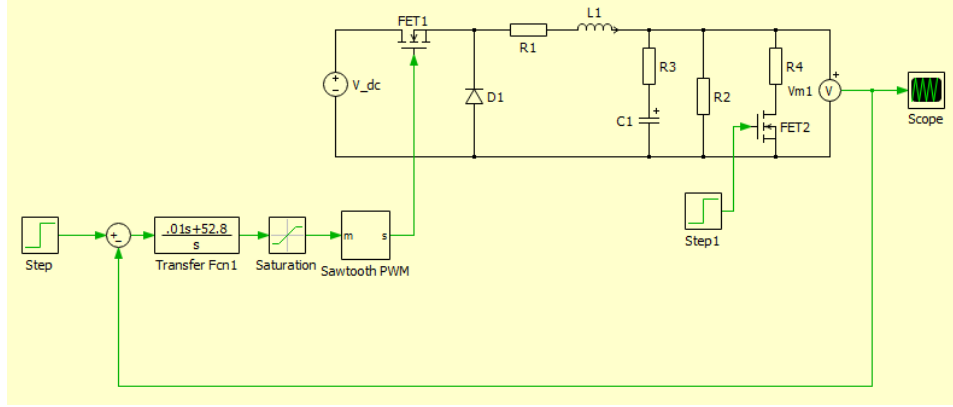 FET1
L1
R1
R3
R4
V_dc
D1
C1
R2
Vm1
V
FET2
Scope
Step1
Step
.01s+52.8
s
Transfer Fcn1
Saturation
m
s
Sawtooth PWM